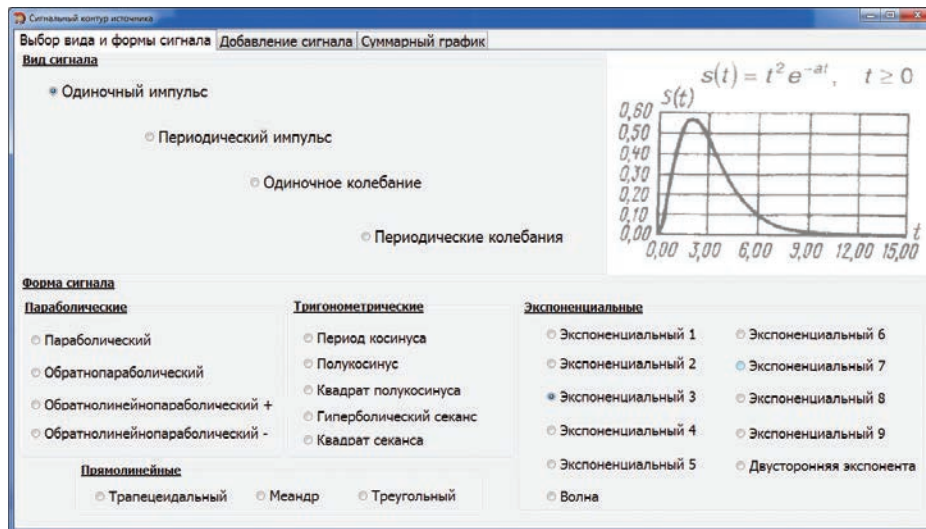 Сигнальный контур источника
Выбор вида и формы сигнала Добавление сигнала Суммарный график
Вид сигнала
Одиночный импульс
Периодический импульс
Одиночное колебание
Периодические колебания
s(t) = t² e⁻ᵃᵗ, t ≥ 0
S(t)
0,60
0,50
0,40
0,30
0,20
0,10
0,00
t
0,00 3,00 6,00 9,00 12,00 15,00
Форма сигнала
Параболические
Параболический
Обратнопараболический
Обратнолинейнопараболический +
Обратнолинейнопараболический -
Тригонометрические
Период косинуса
Полукосинус
Квадрат полукосинуса
Гиперболический секанс
Квадрат секанса
Экспоненциальные
Экспоненциальный 1
Экспоненциальный 2
Экспоненциальный 3
Экспоненциальный 4
Экспоненциальный 5
Волна
Экспоненциальный 6
Экспоненциальный 7
Экспоненциальный 8
Экспоненциальный 9
Двусторонняя экспонента
Прямолинейные
Трапецеидальный Меандр Треугольный